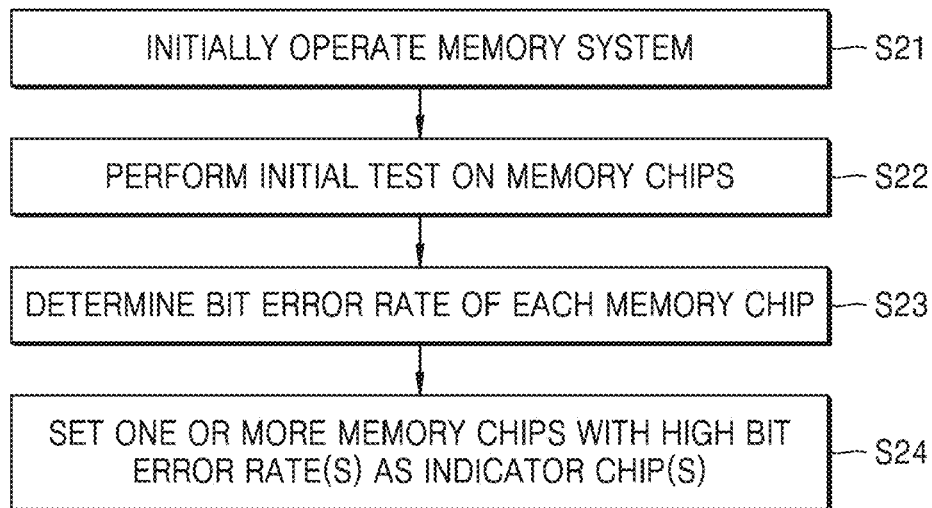 INITIALLY OPERATE MEMORY SYSTEM
S21
PERFORM INITIAL TEST ON MEMORY CHIPS
S22
DETERMINE BIT ERROR RATE OF EACH MEMORY CHIP
S23
SET ONE OR MORE MEMORY CHIPS WITH HIGH BIT
ERROR RATE(S) AS INDICATOR CHIP(S)
S24